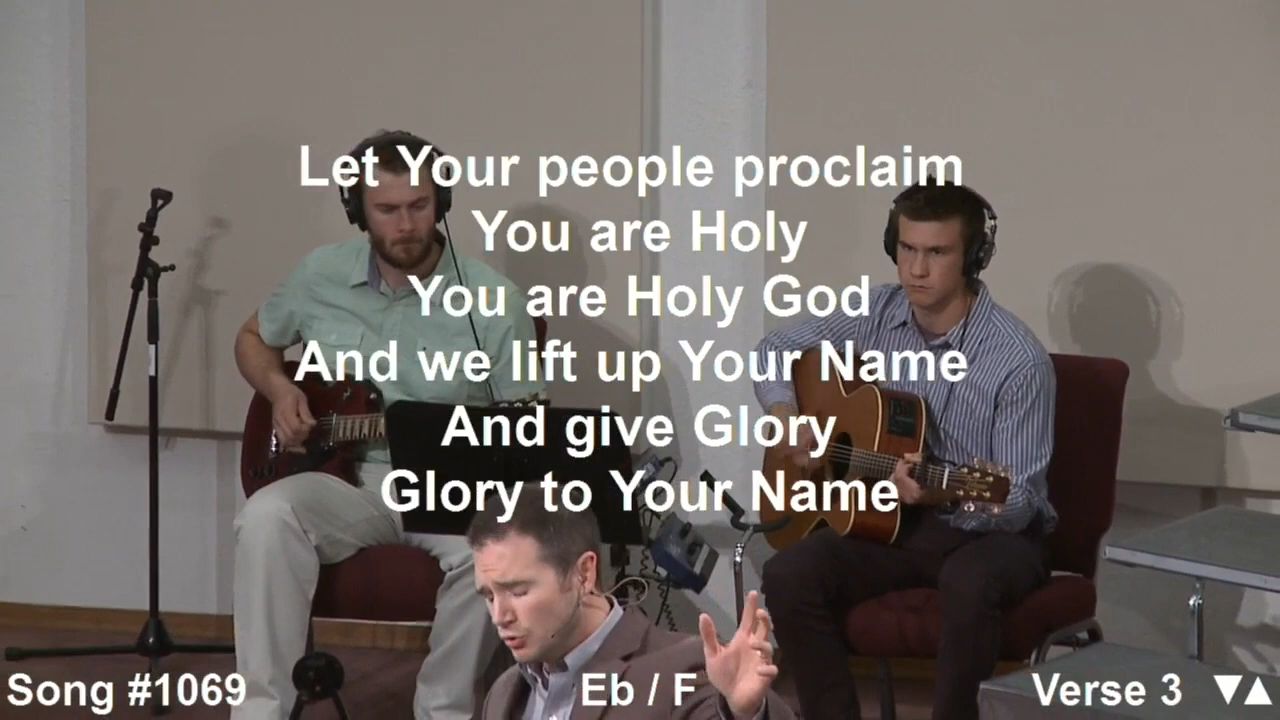 Let Your people proclaim
You are Holy
You are Holy God
And we lift up Your Name
And give Glory
Glory to Your Name
Song #1069
Eb / F
Verse 3 ▼▲